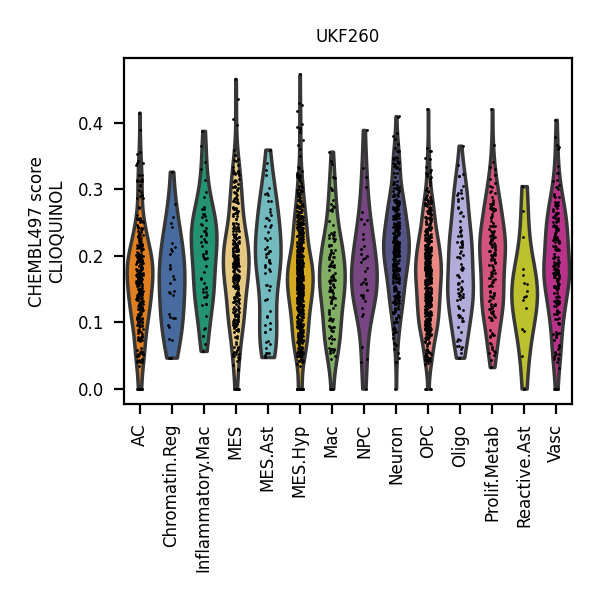 UKF260
CHEMBL497 score
CLIOQUINOL
0.4
0.3
0.2
0.1
0.0
AC
Chromatin.Reg
Inflammatory.Mac
MES
MES.Ast
MES.Hyp
Mac
NPC
Neuron
OPC
Oligo
Prolif.Metab
Reactive.Ast
Vasc